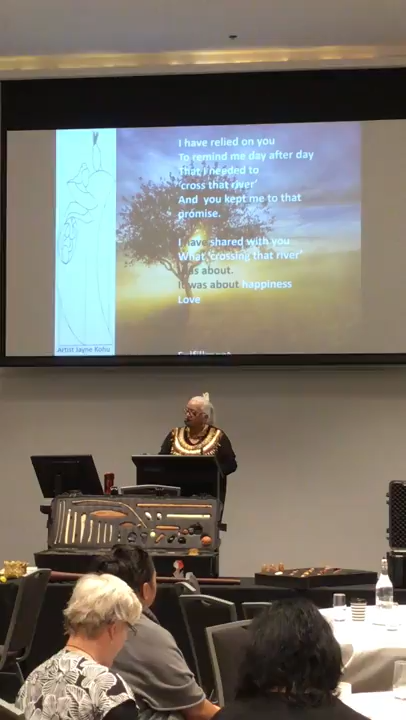 I have relied on you
To remind me day after day
That I needed to
'cross that river'
And you kept me to that
promise.
I have shared with you
What 'crossing that river'
was about.
It was about happiness
Love
Fulfilment
Artist Jayne Kohu